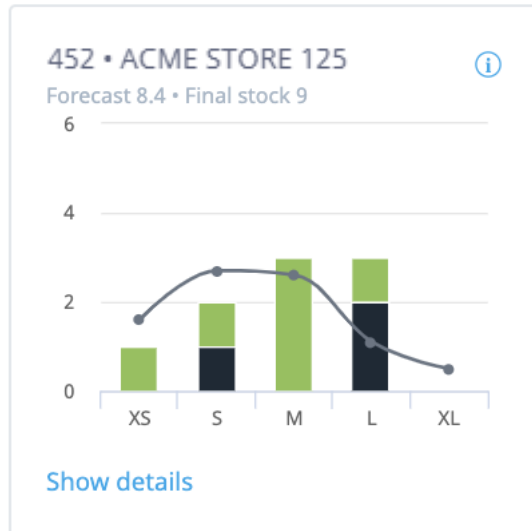 452 • ACME STORE 125
Forecast 8.4 • Final stock 9
6
4
2
0
XS S M L XL
Show details